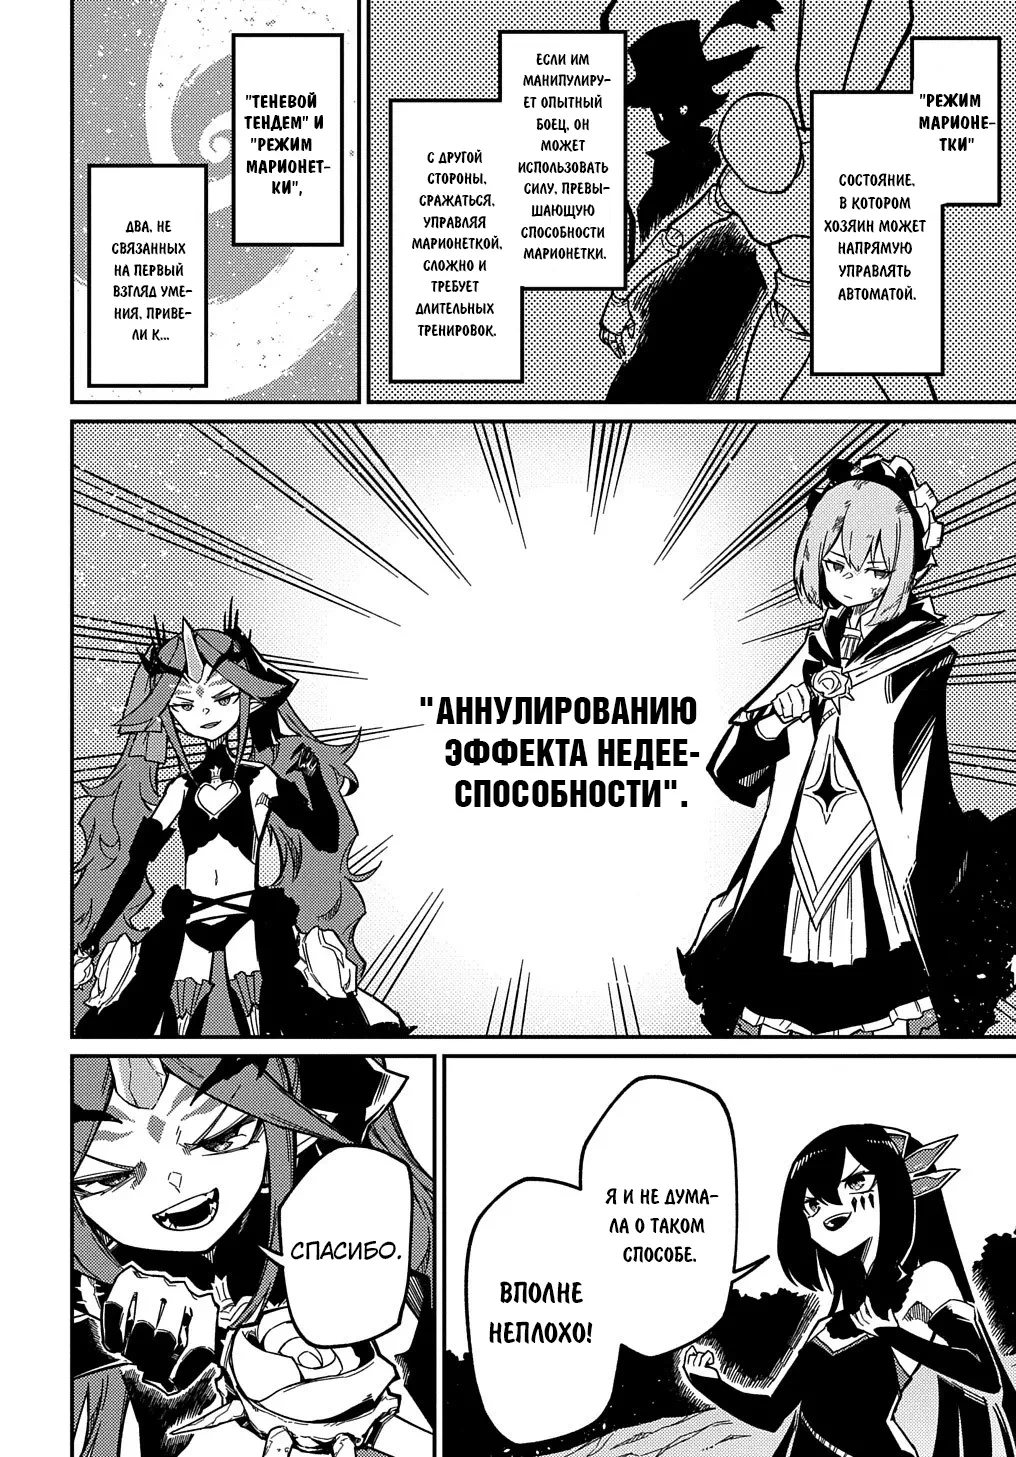 "РЕЖИМ
МАРИОНЕ-
ТКИ"
СОСТОЯНИЕ,
В КОТОРОМ
ХОЗЯИН МОЖЕТ
НАПРЯМУЮ
УПРАВЛЯТЬ
АВТОМАТОЙ.
ЕСЛИ ИМ
МАНИПУЛИРУ-
ЕТ ОПЫТНЫЙ
БОЕЦ, ОН
МОЖЕТ
ИСПОЛЬЗОВАТЬ
СИЛУ, ПРЕВЫ-
ШАЮЩУЮ
СПОСОБНОСТИ
МАРИОНЕТКИ.
С ДРУГОЙ
СТОРОНЫ,
СРАЖАТЬСЯ,
УПРАВЛЯЯ
МАРИОНЕТКОЙ,
СЛОЖНО И
ТРЕБУЕТ
ДЛИТЕЛЬНЫХ
ТРЕНИРОВОК.
"ТЕНЕВОЙ
ТЕНДЕМ" И
"РЕЖИМ
МАРИОНЕТ-
КИ",
ДВА, НЕ
СВЯЗАННЫХ
НА ПЕРВЫЙ
ВЗГЛЯД УМЕ-
НИЯ, ПРИВЕ-
ЛИ К...
"АННУЛИРОВАНИЮ
ЭФФЕКТА НЕДЕЕ-
СПОСОБНОСТИ".
Я И НЕ ДУМА-
ЛА О ТАКОМ
СПОСОБЕ.
ВПОЛНЕ
НЕПЛОХО!
СПАСИБО.